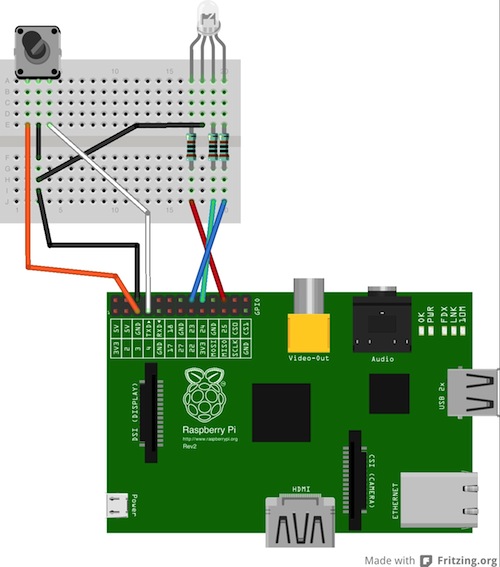 10
15
A
B
C
D
E
F
G
H
I
J
GPIO
5V
5V
GND
TXD
RXD
18
GND
23
24
GND
25
CE0
CE1
3V3
2
3
4
GND
17
27
22
3V3
MOSI
MISO
SCLK
GND
OK
PWR
FDX
LNK
10M
Video-Out
Audio
USB 2x
DSI (DISPLAY)
Raspberry Pi
http://www.raspberrypi.org
Rev2
CSI (CAMERA)
HDMI
ETHERNET
Power
Made with Fritzing.org